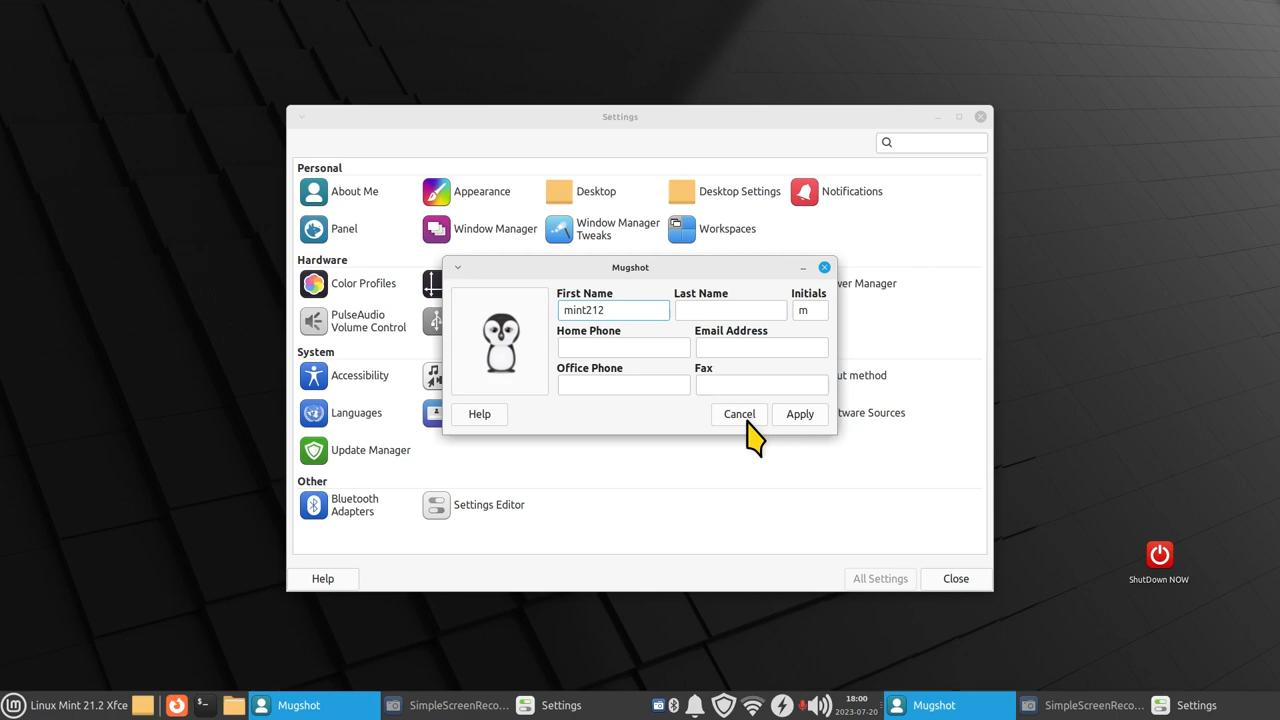 Settings
Personal
About Me
Appearance
Desktop
Desktop Settings
Notifications
Panel
Window Manager
Window Manager
Tweaks
Workspaces
Hardware
Color Profiles
wer Manager
PulseAudio
Volume Control
System
Accessibility
ut method
Languages
tware Sources
Update Manager
Other
Bluetooth
Adapters
Settings Editor
Help
All Settings
Close
Mugshot
First Name
Last Name
Initials
mint212
m
Home Phone
Email Address
Office Phone
Fax
Help
Cancel
Apply
ShutDown NOW
Linux Mint 21.2 Xfce
$_
Mugshot
SimpleScreenReco...
Settings
18:00
2023-07-20
Mugshot
SimpleScreenReco...
Settings